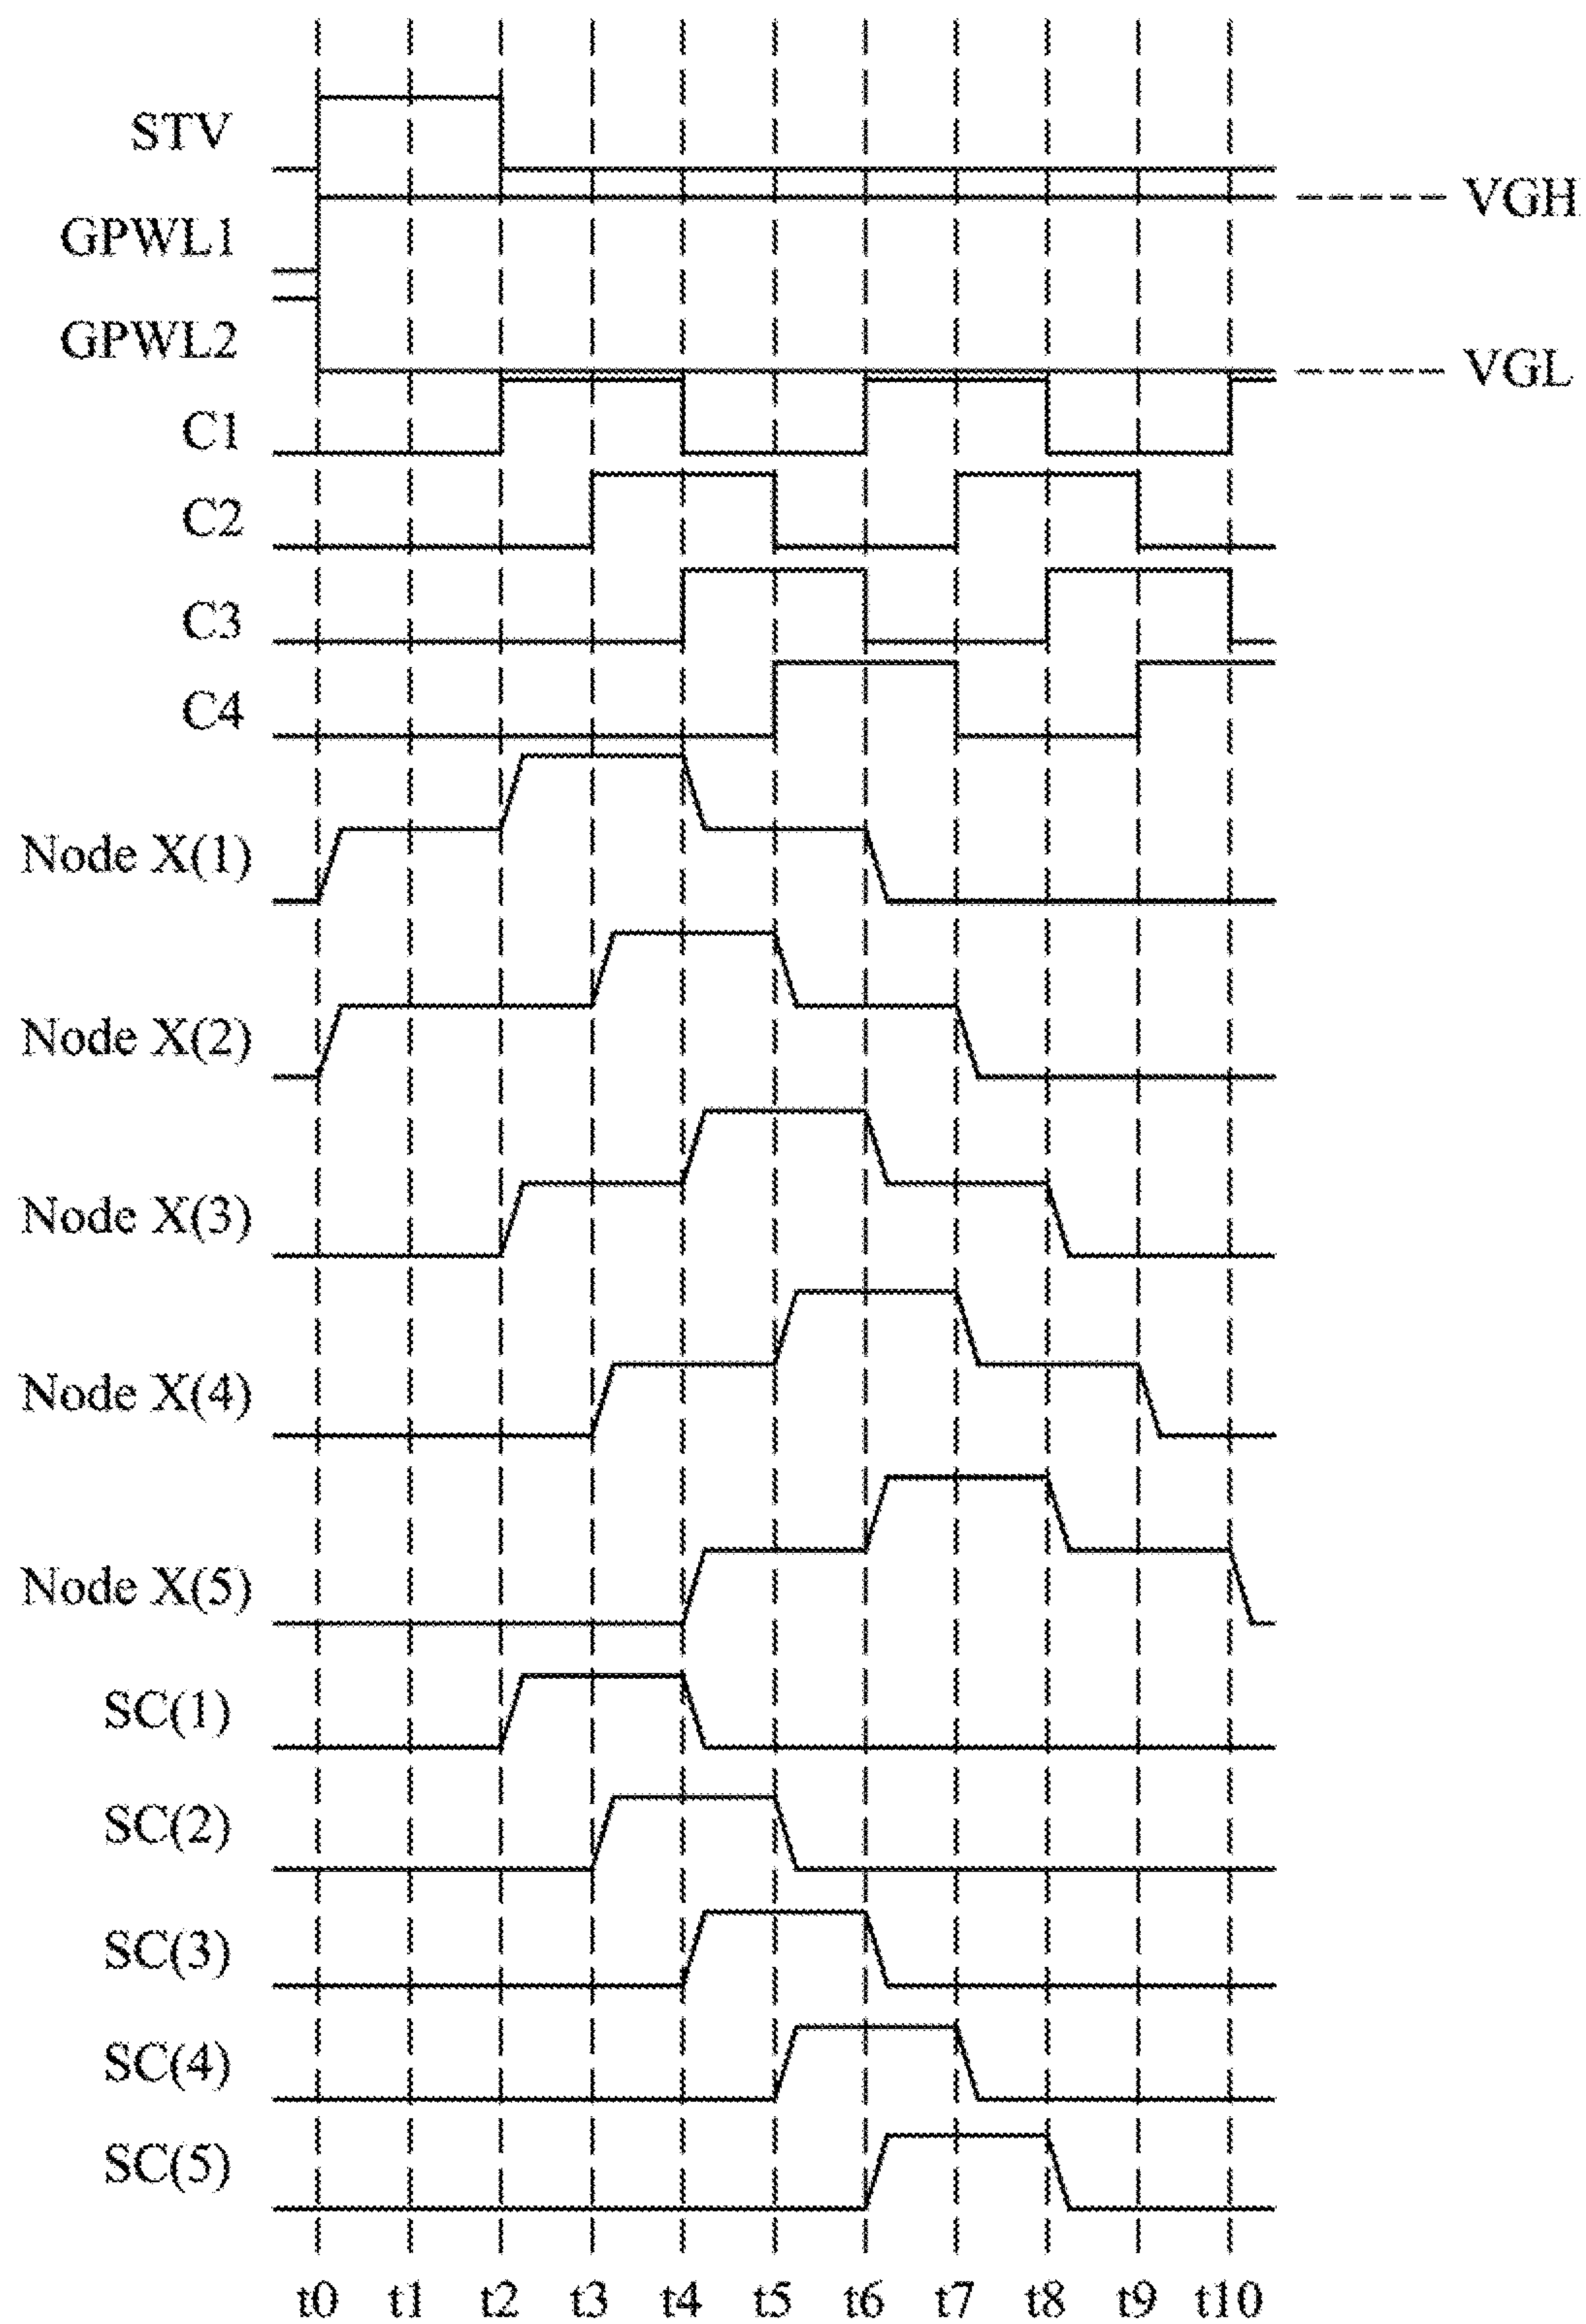 STV
VGH
GPWL1
GPWL2
VGL
C1
C2
C3
C4
Node X(1)
Node X(2)
Node X(3)
Node X(4)
Node X(5)
SC(1)
SC(2)
SC(3)
SC(4)
SC(5)
t0 t1 t2 t3 t4 t5 t6 t7 t8 t9 t10